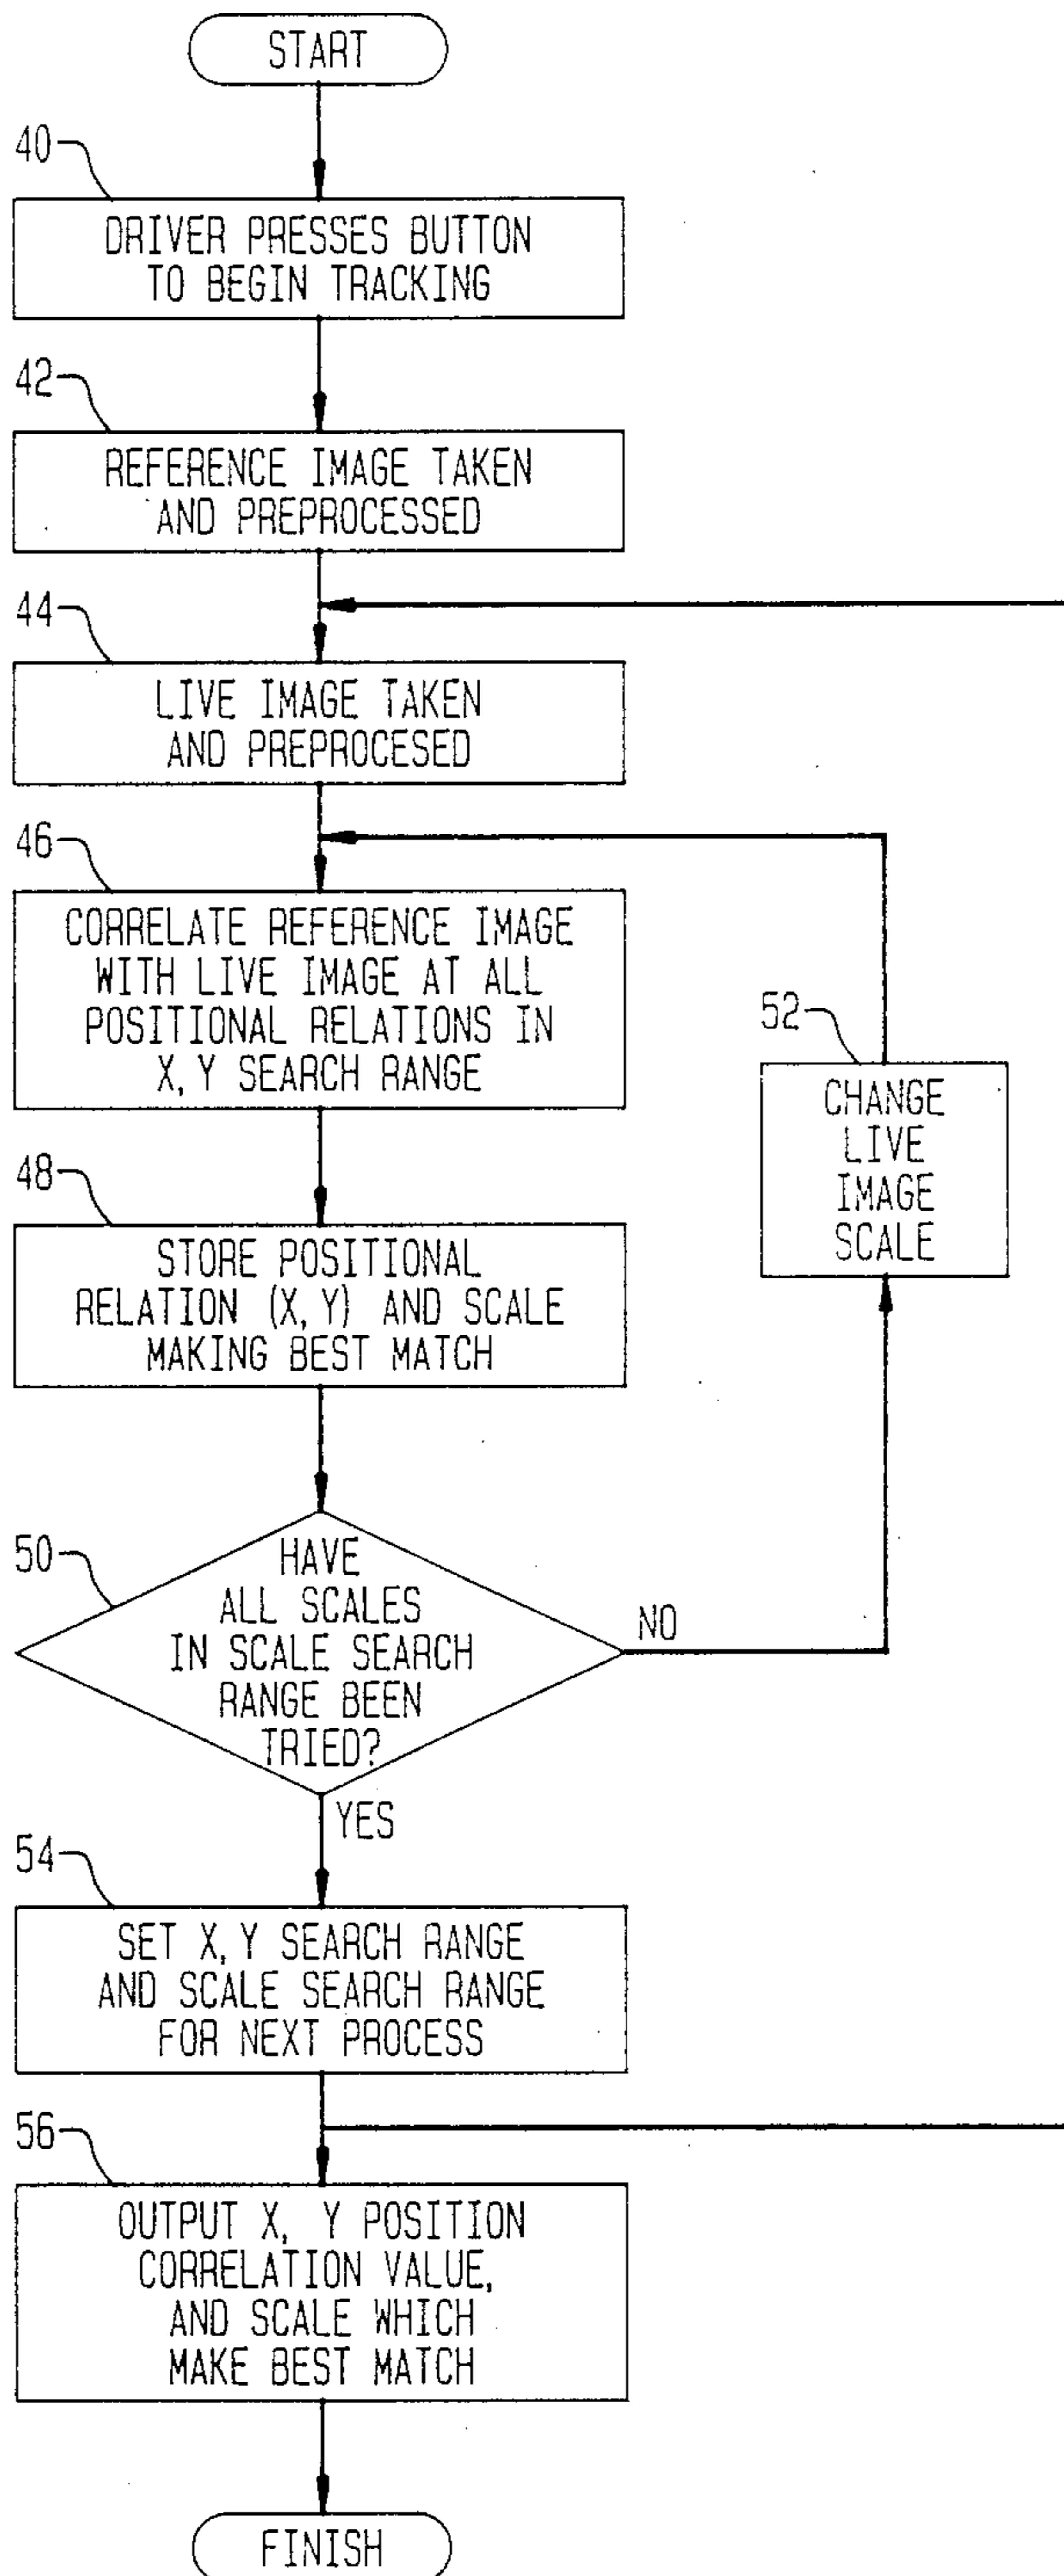 START
40
DRIVER PRESSES BUTTON
TO BEGIN TRACKING
42
REFERENCE IMAGE TAKEN
AND PREPROCESSED
44
LIVE IMAGE TAKEN
AND PREPROCESED
46
CORRELATE REFERENCE IMAGE
WITH LIVE IMAGE AT ALL
POSITIONAL RELATIONS IN
X, Y SEARCH RANGE
52
CHANGE
LIVE
IMAGE
SCALE
48
STORE POSITIONAL
RELATION (X, Y) AND SCALE
MAKING BEST MATCH
50
HAVE
ALL SCALES
IN SCALE SEARCH
RANGE BEEN
TRIED?
NO
YES
54
SET X, Y SEARCH RANGE
AND SCALE SEARCH RANGE
FOR NEXT PROCESS
56
OUTPUT X, Y POSITION
CORRELATION VALUE,
AND SCALE WHICH
MAKE BEST MATCH
FINISH